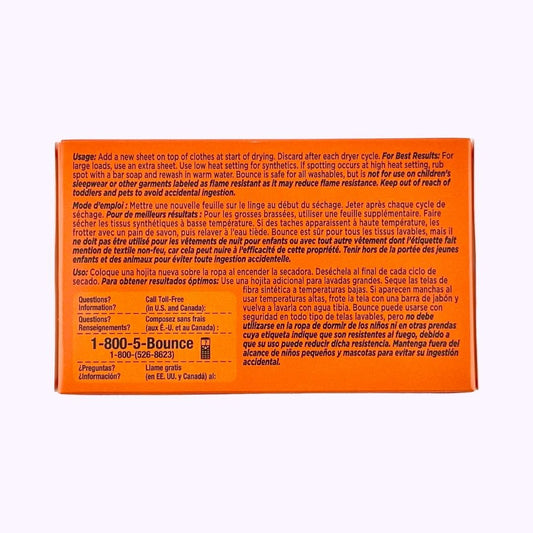 Usage: Add a new sheet on top of clothes at start of drying. Discard after each dryer cycle. For Best Results: For
large loads, use an extra sheet. Use low heat setting for synthetics. If spotting occurs at high heat setting, rub
spot with a bar soap and rewash in warm water. Bounce is safe for all washables, but is not for use on children's
sleepwear or other garments labeled as flame resistant as it may reduce flame resistance. Keep out of reach of
toddlers and pets to avoid accidental ingestion.
Mode d'emploi : Mettre une nouvelle feuille sur le linge au début du séchage. Jeter après chaque cycle de
séchage. Pour de meilleurs résultats : Pour les grosses brassées, utiliser une feuille supplémentaire. Faire
sécher les tissus synthétiques à basse température. Si des taches apparaissent à haute température, les
frotter avec un pain de savon, puis relaver à l'eau tiède. Bounce est sûr pour tous les tissus lavables, mais il
ne doit pas être utilisé pour les vêtements de nuit pour enfants ou avec tout autre vêtement dont l'étiquette fait
mention de textile non-feu, car cela peut nuire à l'efficacité de cette propriété. Tenir hors de la portée des jeunes
enfants et des animaux pour éviter toute ingestion accidentelle.
Uso: Coloque una hojita nueva sobre la ropa al encender la secadora. Deséchela al final de cada ciclo de
secado. Para obtener resultados óptimos: Use una hojita adicional para lavadas grandes. Seque las telas de
fibra sintética a temperaturas bajas. Si aparecen manchas al
usar temperaturas altas, frote la tela con una barra de jabón y
vuelva a lavarla con agua tibia. Bounce puede usarse con
seguridad en todo tipo de telas lavables, pero no debe
utilizarse en la ropa de dormir de los niños ni en otras prendas
cuya etiqueta indique que son resistentes al fuego, debido a
que su uso puede reducir dicha resistencia. Mantenga fuera del
alcance de niños pequeños y mascotas para evitar su ingestión
accidental.
Questions? Call Toll-Free
Information? (in U.S. and Canada):
Questions? Composez sans frais
Renseignements? (aux É.-U. et au Canada) :
1-800-5-Bounce
1-800-(526-8623)
¿Preguntas? Llame gratis
¿Información? (en EE. UU. y Canadá) al: